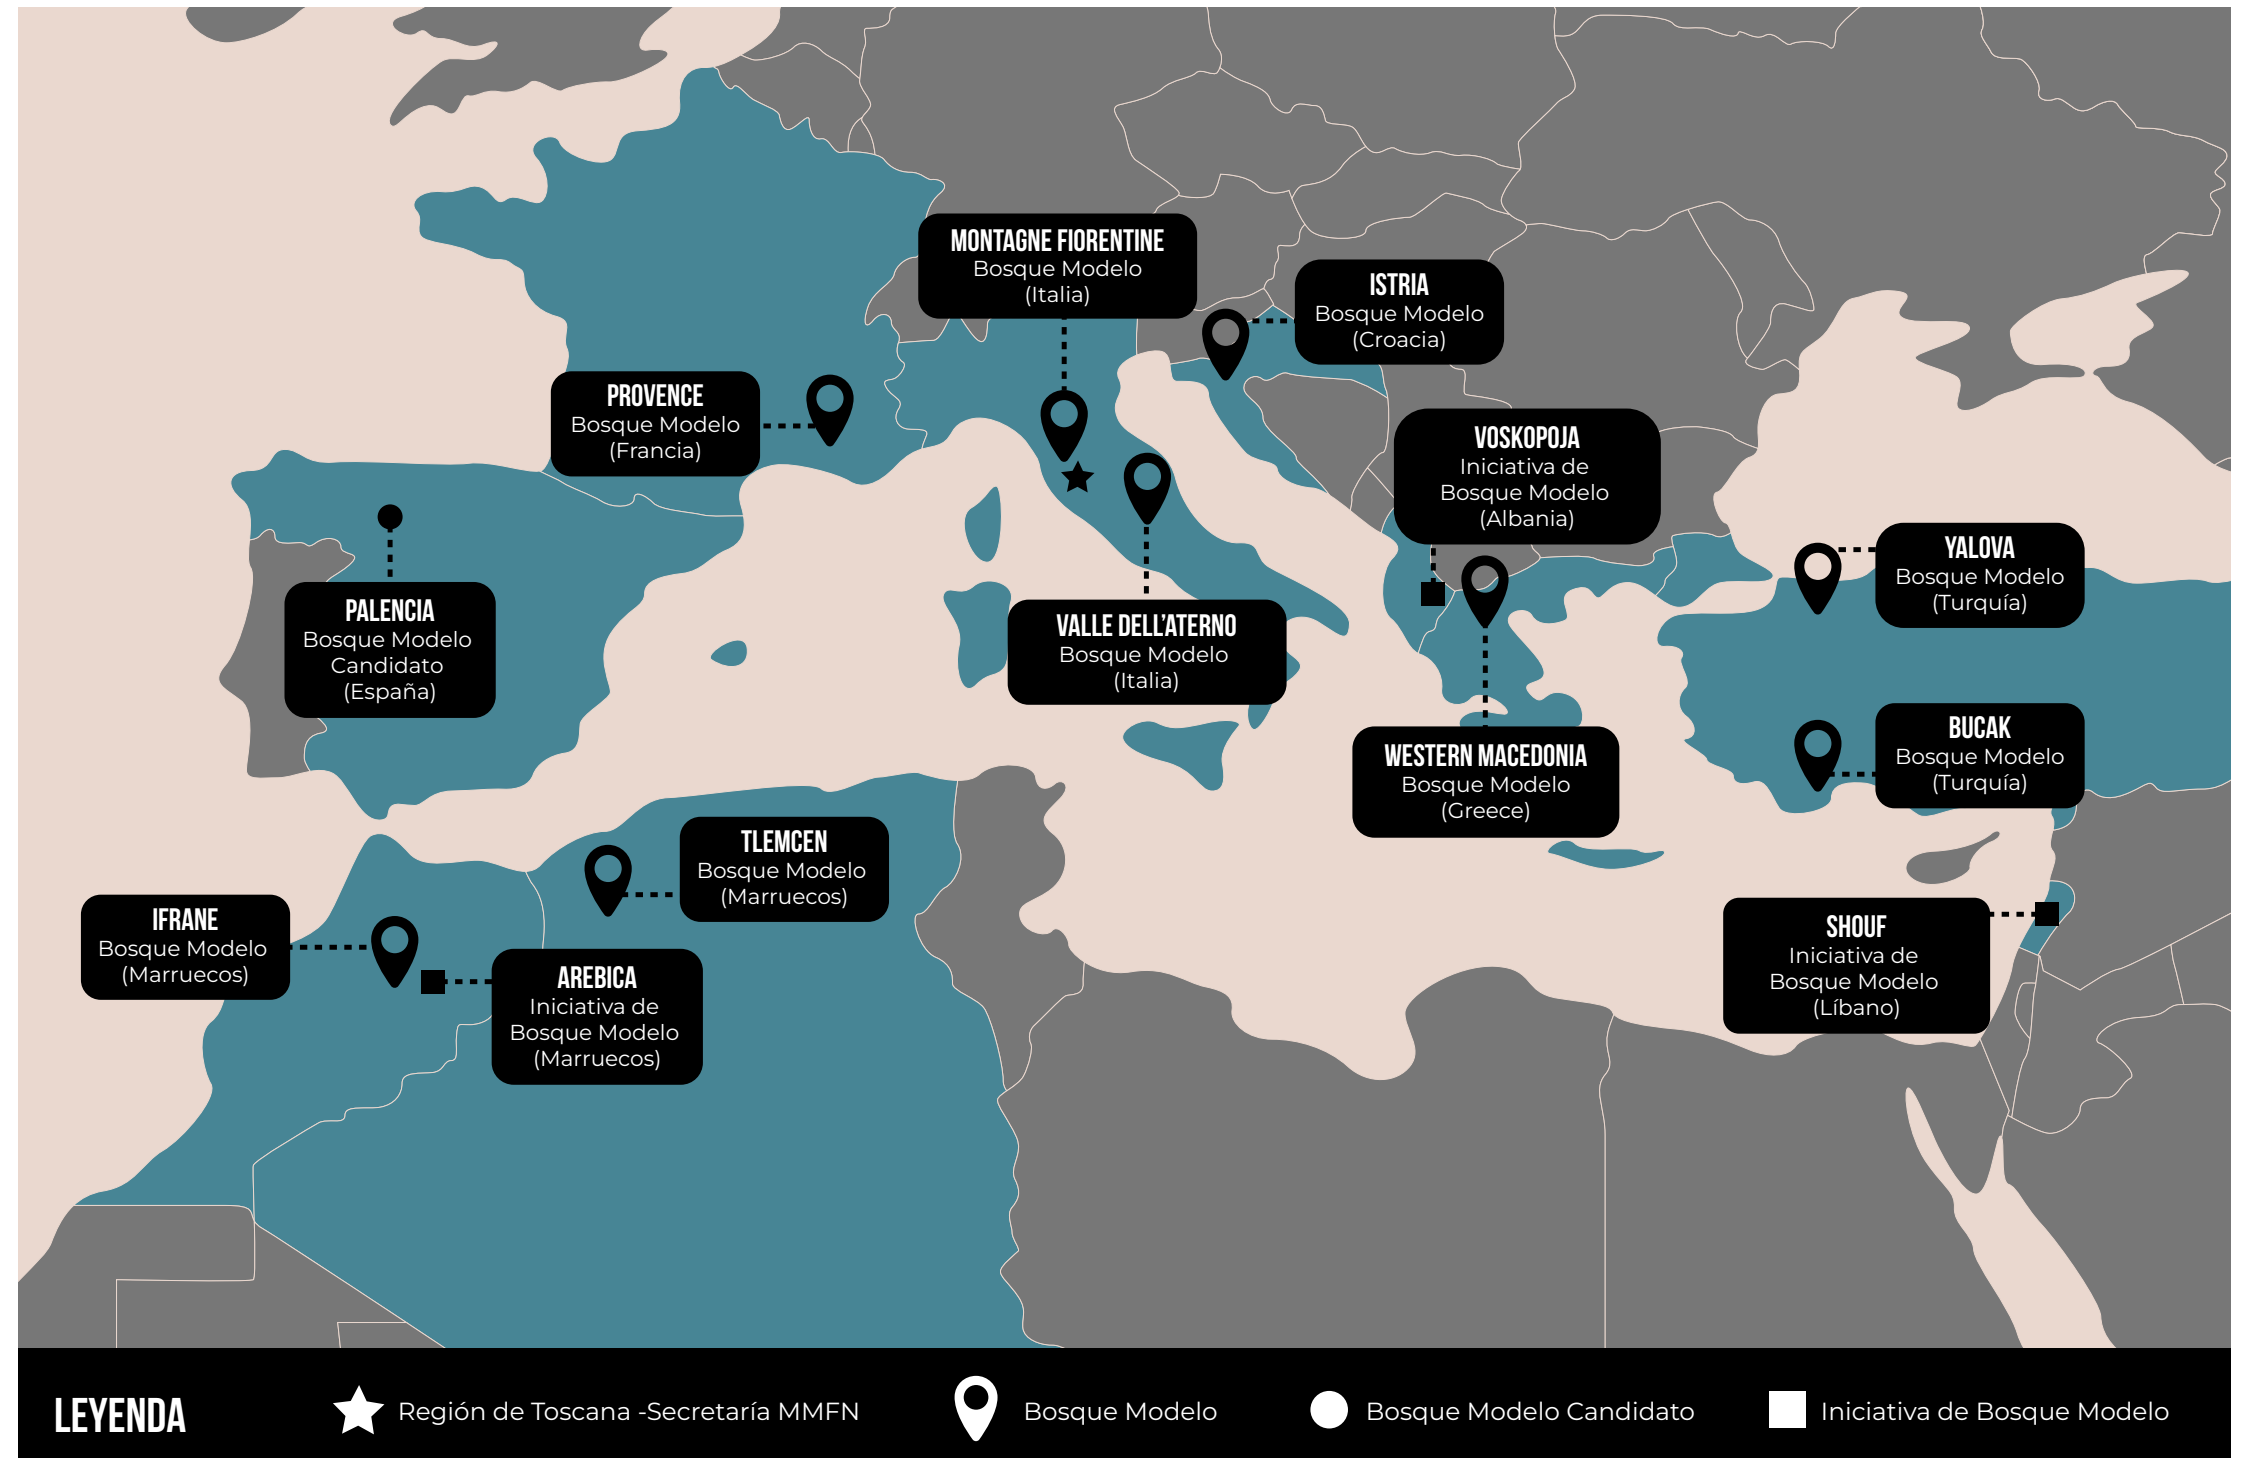 MONTAGNE FIORENTINE
Bosque Modelo
(Italia)
ISTRIA
Bosque Modelo
(Croacia)
PROVENCE
Bosque Modelo
(Francia)
VOSKOPOJA
Iniciativa de
Bosque Modelo
(Albania)
YALOVA
Bosque Modelo
(Turquía)
PALENCIA
Bosque Modelo
Candidato
(España)
VALLE DELL'ATERNO
Bosque Modelo
(Italia)
WESTERN MACEDONIA
Bosque Modelo
(Greece)
BUCAK
Bosque Modelo
(Turquía)
TLEMCEN
Bosque Modelo
(Marruecos)
IFRANE
Bosque Modelo
(Marruecos)
AREBICA
Iniciativa de
Bosque Modelo
(Marruecos)
SHOUF
Iniciativa de
Bosque Modelo
(Líbano)
LEYENDA
Región de Toscana -Secretaría MMFN
Bosque Modelo
Bosque Modelo Candidato
Iniciativa de Bosque Modelo